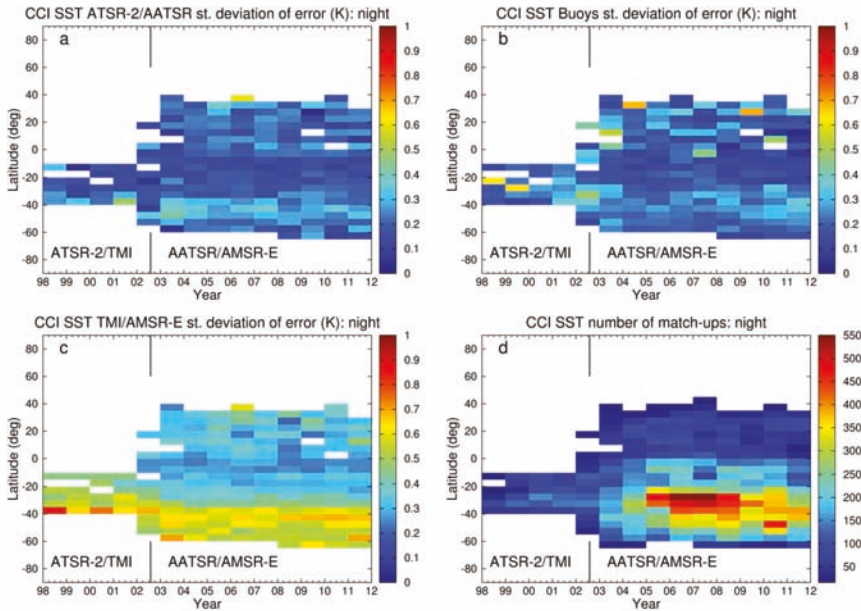 CCI SST ATSR-2/AATSR st. deviation of error (K): night
a
80
60
40
20
0
-20
-40
-60
-80
Latitude (deg)
ATSR-2/TMI
AATSR/AMSR-E
98 99 00 01 02 03 04 05 06 07 08 09 10 11 12
Year
1
0.9
0.8
0.7
0.6
0.5
0.4
0.3
0.2
0.1
0
CCI SST Buoys st. deviation of error (K): night
b
80
60
40
20
0
-20
-40
-60
-80
Latitude (deg)
ATSR-2/TMI
AATSR/AMSR-E
98 99 00 01 02 03 04 05 06 07 08 09 10 11 12
Year
1
0.9
0.8
0.7
0.6
0.5
0.4
0.3
0.2
0.1
0
CCI SST TMI/AMSR-E st. deviation of error (K): night
c
80
60
40
20
0
-20
-40
-60
-80
Latitude (deg)
ATSR-2/TMI
AATSR/AMSR-E
98 99 00 01 02 03 04 05 06 07 08 09 10 11 12
Year
1
0.9
0.8
0.7
0.6
0.5
0.4
0.3
0.2
0.1
0
CCI SST number of match-ups: night
d
80
60
40
20
0
-20
-40
-60
-80
Latitude (deg)
ATSR-2/TMI
AATSR/AMSR-E
98 99 00 01 02 03 04 05 06 07 08 09 10 11 12
Year
550
500
450
400
350
300
250
200
150
100
50